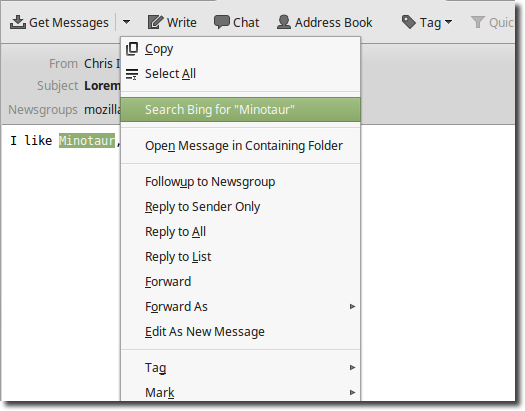 Get Messages Write Chat Address Book Tag Quic
From Chris I
Subject Lorem
Newsgroups mozilla
I like Minotaur,
Copy
Select All
Search Bing for "Minotaur"
Open Message in Containing Folder
Followup to Newsgroup
Reply to Sender Only
Reply to All
Reply to List
Forward
Forward As
Edit As New Message
Tag
Mark